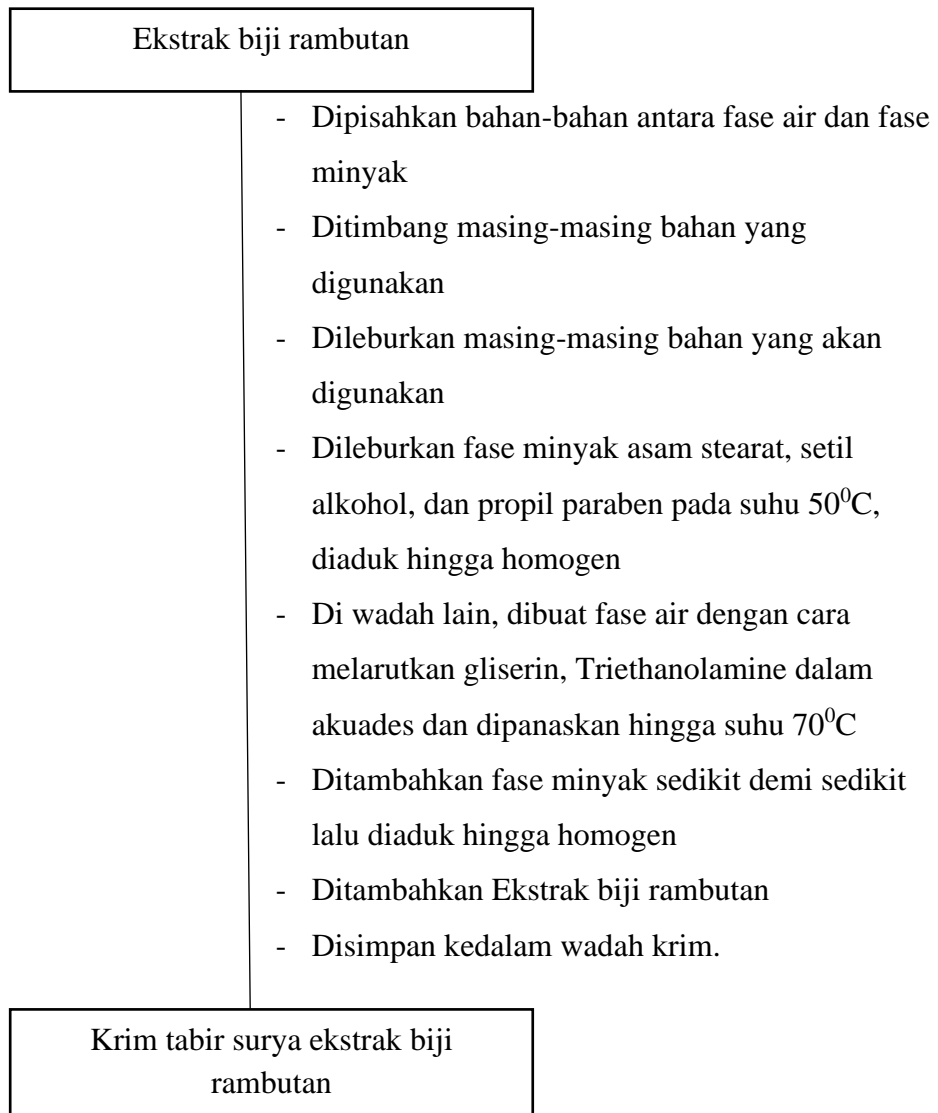 Ekstrak biji rambutan
- Dipisahkan bahan-bahan antara fase air dan fase
minyak
- Ditimbang masing-masing bahan yang
digunakan
- Dileburkan masing-masing bahan yang akan
digunakan
- Dileburkan fase minyak asam stearat, setil
alkohol, dan propil paraben pada suhu 50⁰C,
diaduk hingga homogen
- Di wadah lain, dibuat fase air dengan cara
melarutkan gliserin, Triethanolamine dalam
akuades dan dipanaskan hingga suhu 70⁰C
- Ditambahkan fase minyak sedikit demi sedikit
lalu diaduk hingga homogen
- Ditambahkan Ekstrak biji rambutan
- Disimpan kedalam wadah krim.
Krim tabir surya ekstrak biji
rambutan